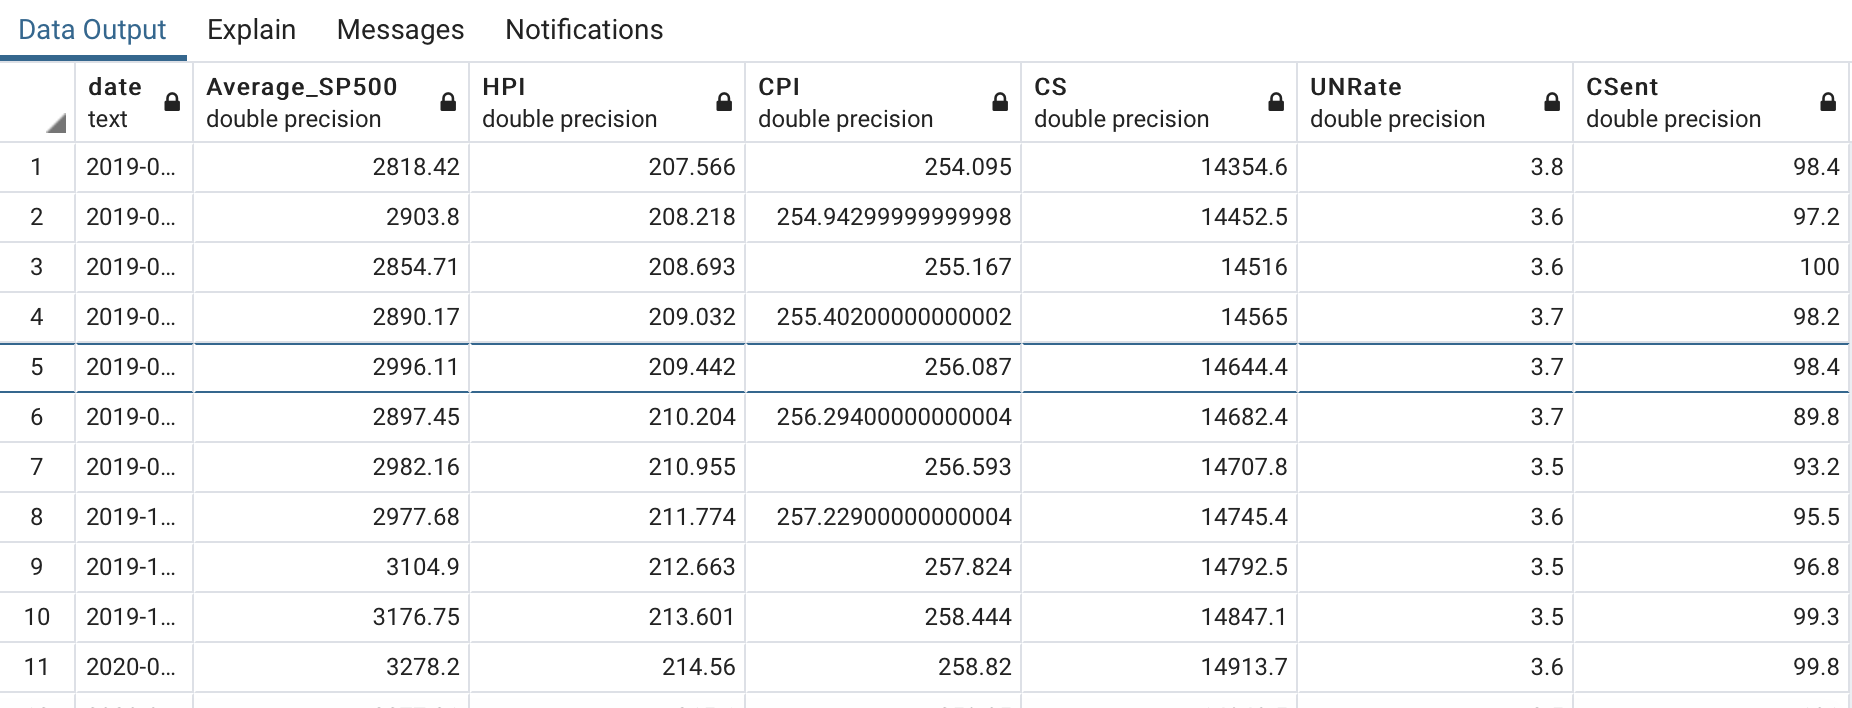 Data Output Explain Messages Notifications
date Average_SP500 HPI CPI CS UNRate CSent
text double precision double precision double precision double precision double precision double precision
1 2019-0... 2818.42 207.566 254.095 14354.6 3.8 98.4
2 2019-0... 2903.8 208.218 254.94299999999998 14452.5 3.6 97.2
3 2019-0... 2854.71 208.693 255.167 14516 3.6 100
4 2019-0... 2890.17 209.032 255.40200000000002 14565 3.7 98.2
5 2019-0... 2996.11 209.442 256.087 14644.4 3.7 98.4
6 2019-0... 2897.45 210.204 256.29400000000004 14682.4 3.7 89.8
7 2019-0... 2982.16 210.955 256.593 14707.8 3.5 93.2
8 2019-1... 2977.68 211.774 257.22900000000004 14745.4 3.6 95.5
9 2019-1... 3104.9 212.663 257.824 14792.5 3.5 96.8
10 2019-1... 3176.75 213.601 258.444 14847.1 3.5 99.3
11 2020-0... 3278.2 214.56 258.82 14913.7 3.6 99.8